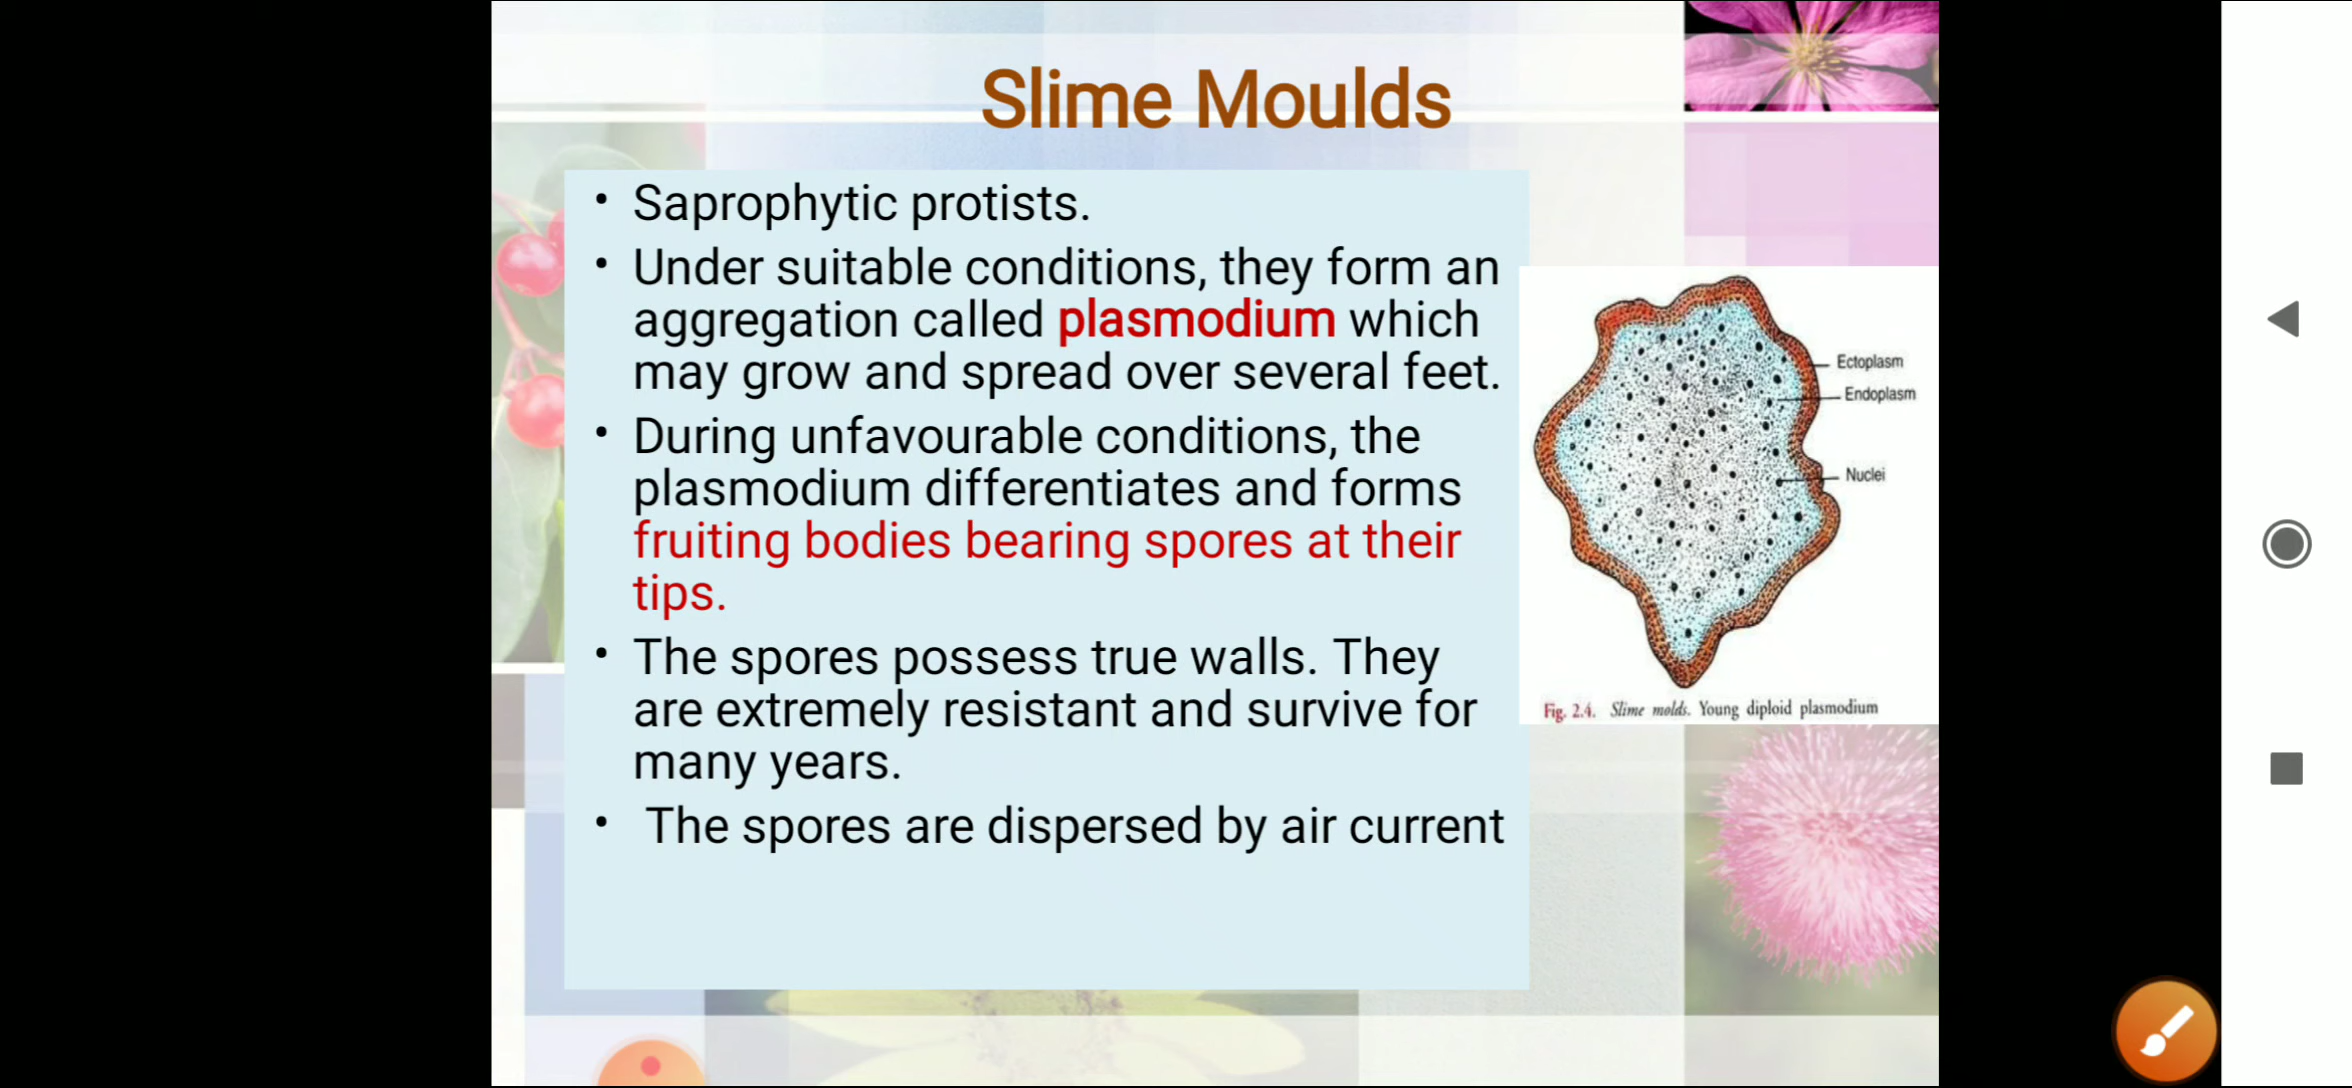 Slime Moulds
• Saprophytic protists.
• Under suitable conditions, they form an
aggregation called plasmodium which
may grow and spread over several feet.
• During unfavourable conditions, the
plasmodium differentiates and forms
fruiting bodies bearing spores at their
tips.
• The spores possess true walls. They
are extremely resistant and survive for
many years.
• The spores are dispersed by air current
Ectoplasm
Endoplasm
Nuclei
Fig. 2.4. Slime molds. Young diploid plasmodium